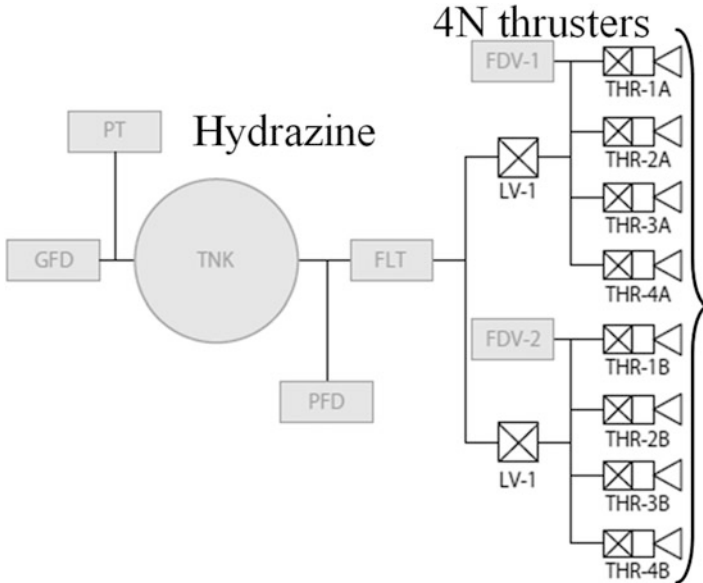 4N thrusters
FDV-1
THR-1A
PT
Hydrazine
THR-2A
LV-1
THR-3A
GFD
TNK
FLT
THR-4A
FDV-2
THR-1B
PFD
THR-2B
LV-1
THR-3B
THR-4B